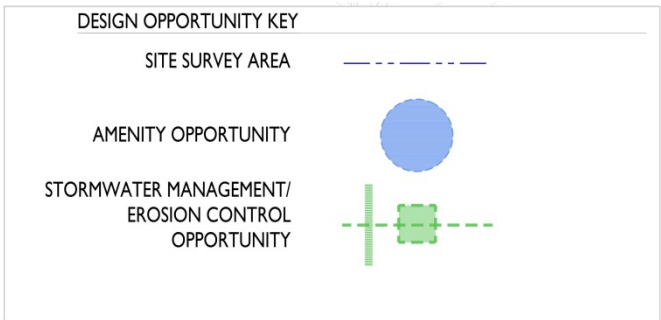 DESIGN OPPORTUNITY KEY
SITE SURVEY AREA
AMENITY OPPORTUNITY
STORMWATER MANAGEMENT/
EROSION CONTROL
OPPORTUNITY